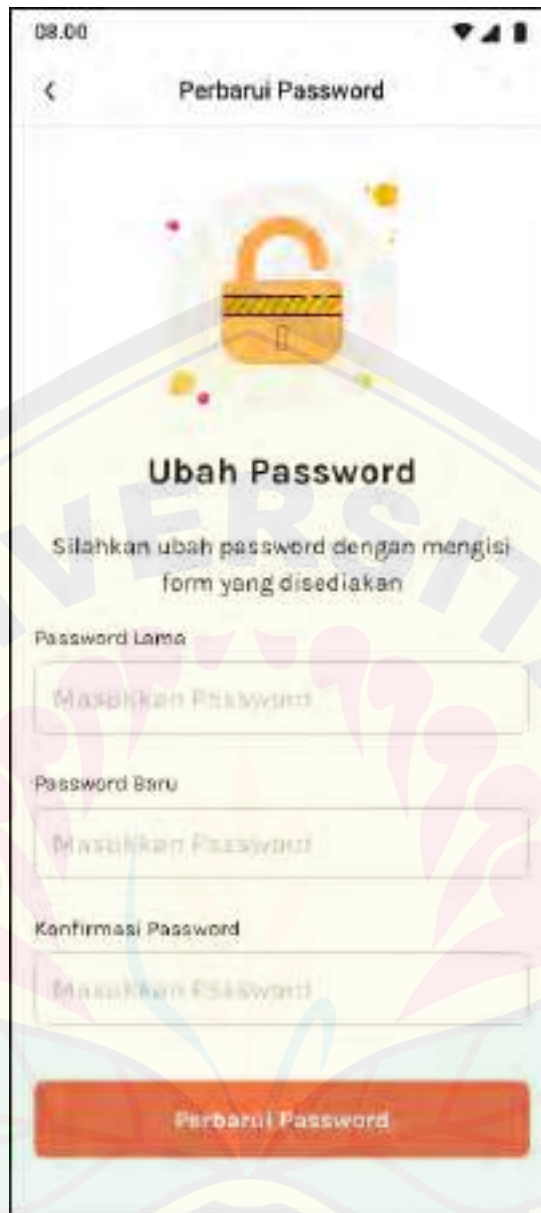 08.00
Perbarui Password
Ubah Password
Silahkan ubah password dengan mengisi
form yang disediakan
Password Lama
Masukkan Password
Password Baru
Masukkan Password
Konfirmasi Password
Masukkan Password
Perbarui Password